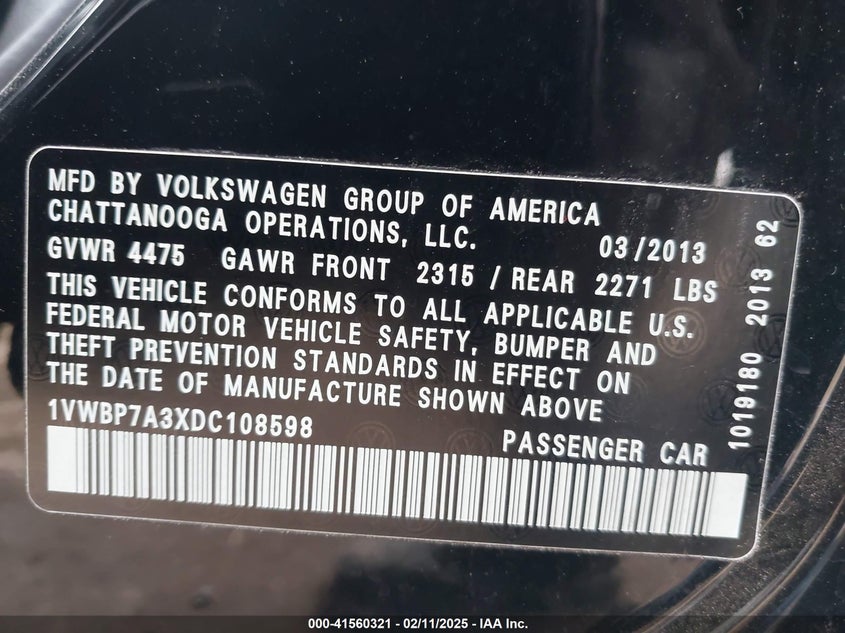 MFD BY VOLKSWAGEN GROUP OF AMERICA
CHATTANOOGA OPERATIONS, LLC. 03/2013
GVWR 4475 GAWR FRONT 2315 / REAR 2271 LBS
THIS VEHICLE CONFORMS TO ALL APPLICABLE U.S.
FEDERAL MOTOR VEHICLE SAFETY, BUMPER AND
THEFT PREVENTION STANDARDS IN EFFECT ON
THE DATE OF MANUFACTURE SHOWN ABOVE
1VWBP7A3XDC108598
PASSENGER CAR
1019180 2013 62
000-41560321 - 02/11/2025 - IAA Inc.